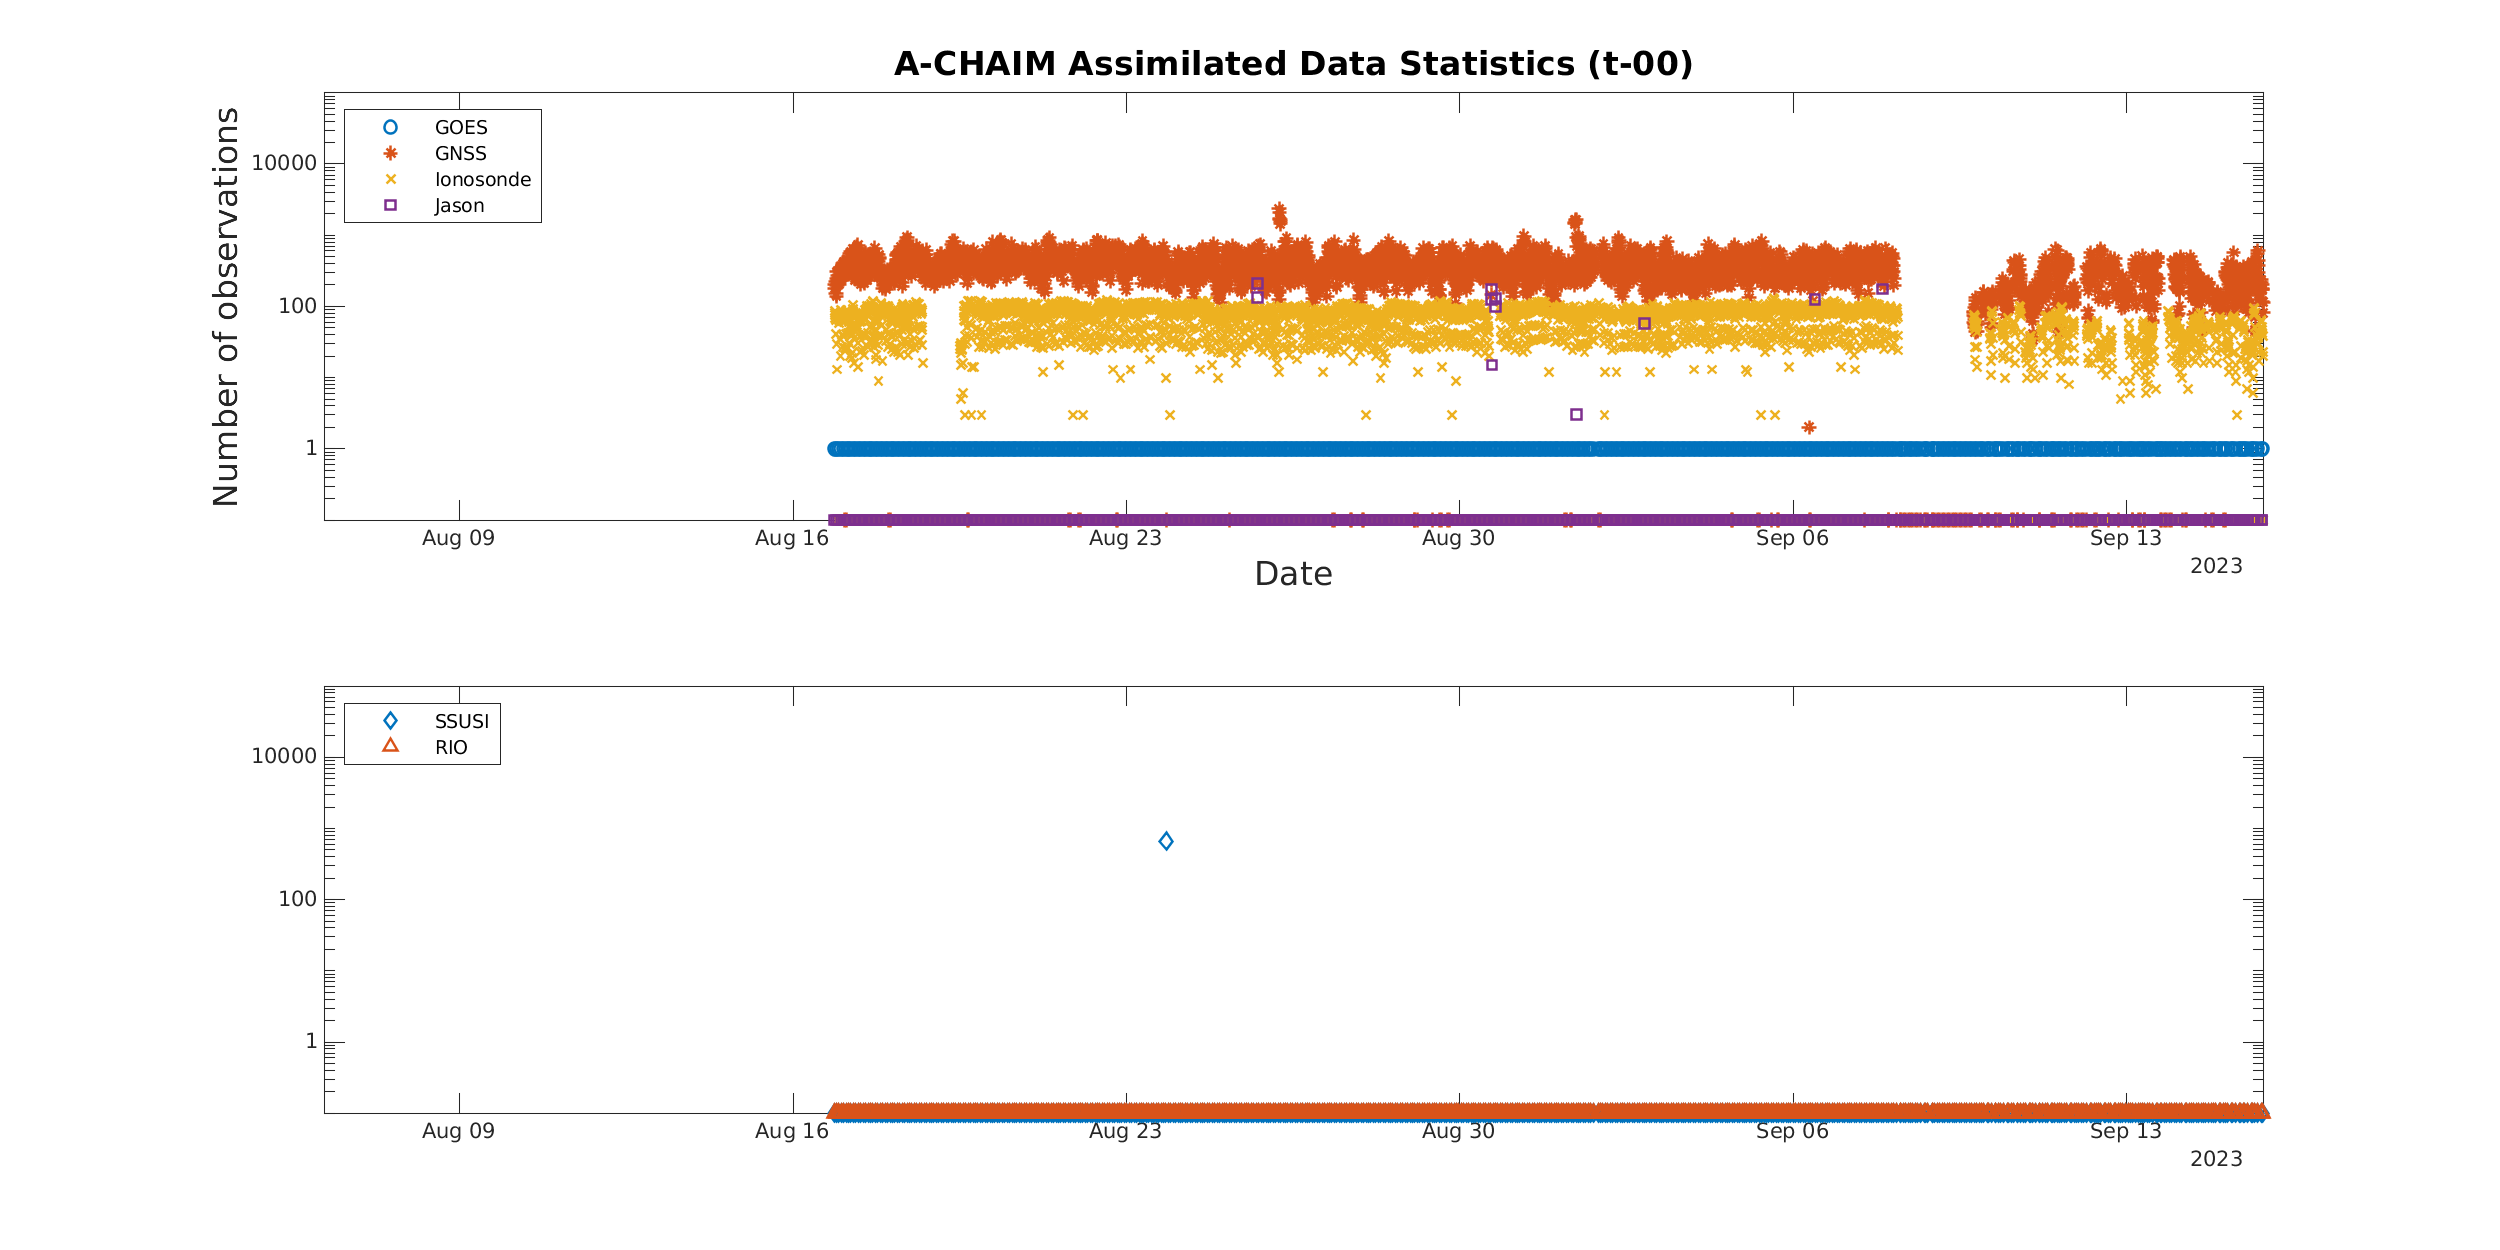 A-CHAIM Assimilated Data Statistics (t-00)
Number of observations
10000
100
1
GOES
GNSS
Ionosonde
Jason
Aug 09
Aug 16
Aug 23
Aug 30
Sep 06
Sep 13
2023
Date
10000
100
1
SSUSI
RIO
Aug 09
Aug 16
Aug 23
Aug 30
Sep 06
Sep 13
2023